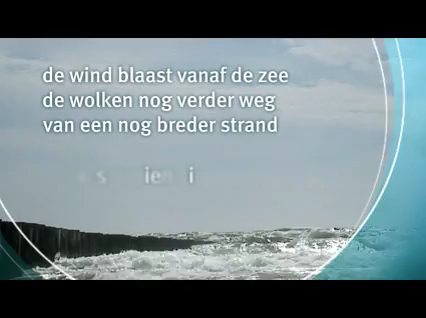 de wind blaast vanaf de zee
de wolken nog verder weg
van een nog breder strand